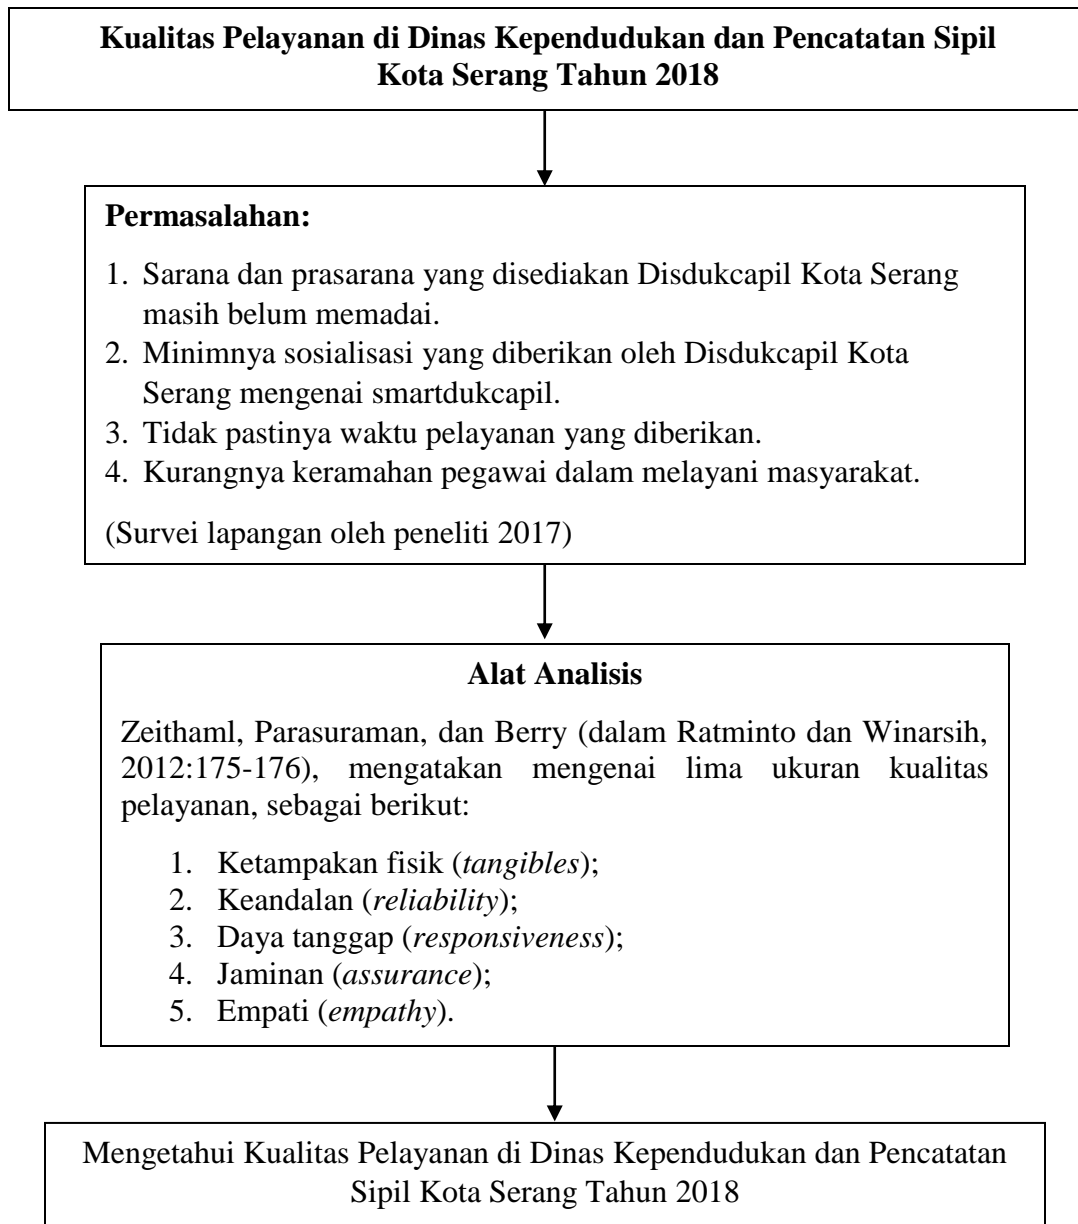 Kualitas Pelayanan di Dinas Kependudukan dan Pencatatan Sipil
Kota Serang Tahun 2018
Permasalahan:
1. Sarana dan prasarana yang disediakan Disdukcapil Kota Serang
masih belum memadai.
2. Minimnya sosialisasi yang diberikan oleh Disdukcapil Kota
Serang mengenai smartdukcapil.
3. Tidak pastinya waktu pelayanan yang diberikan.
4. Kurangnya keramahan pegawai dalam melayani masyarakat.
(Survei lapangan oleh peneliti 2017)
Alat Analisis
Zeithaml, Parasuraman, dan Berry (dalam Ratminto dan Winarsih,
2012:175-176), mengatakan mengenai lima ukuran kualitas
pelayanan, sebagai berikut:
1. Ketampakan fisik (tangibles);
2. Keandalan (reliability);
3. Daya tanggap (responsiveness);
4. Jaminan (assurance);
5. Empati (empathy).
Mengetahui Kualitas Pelayanan di Dinas Kependudukan dan Pencatatan
Sipil Kota Serang Tahun 2018